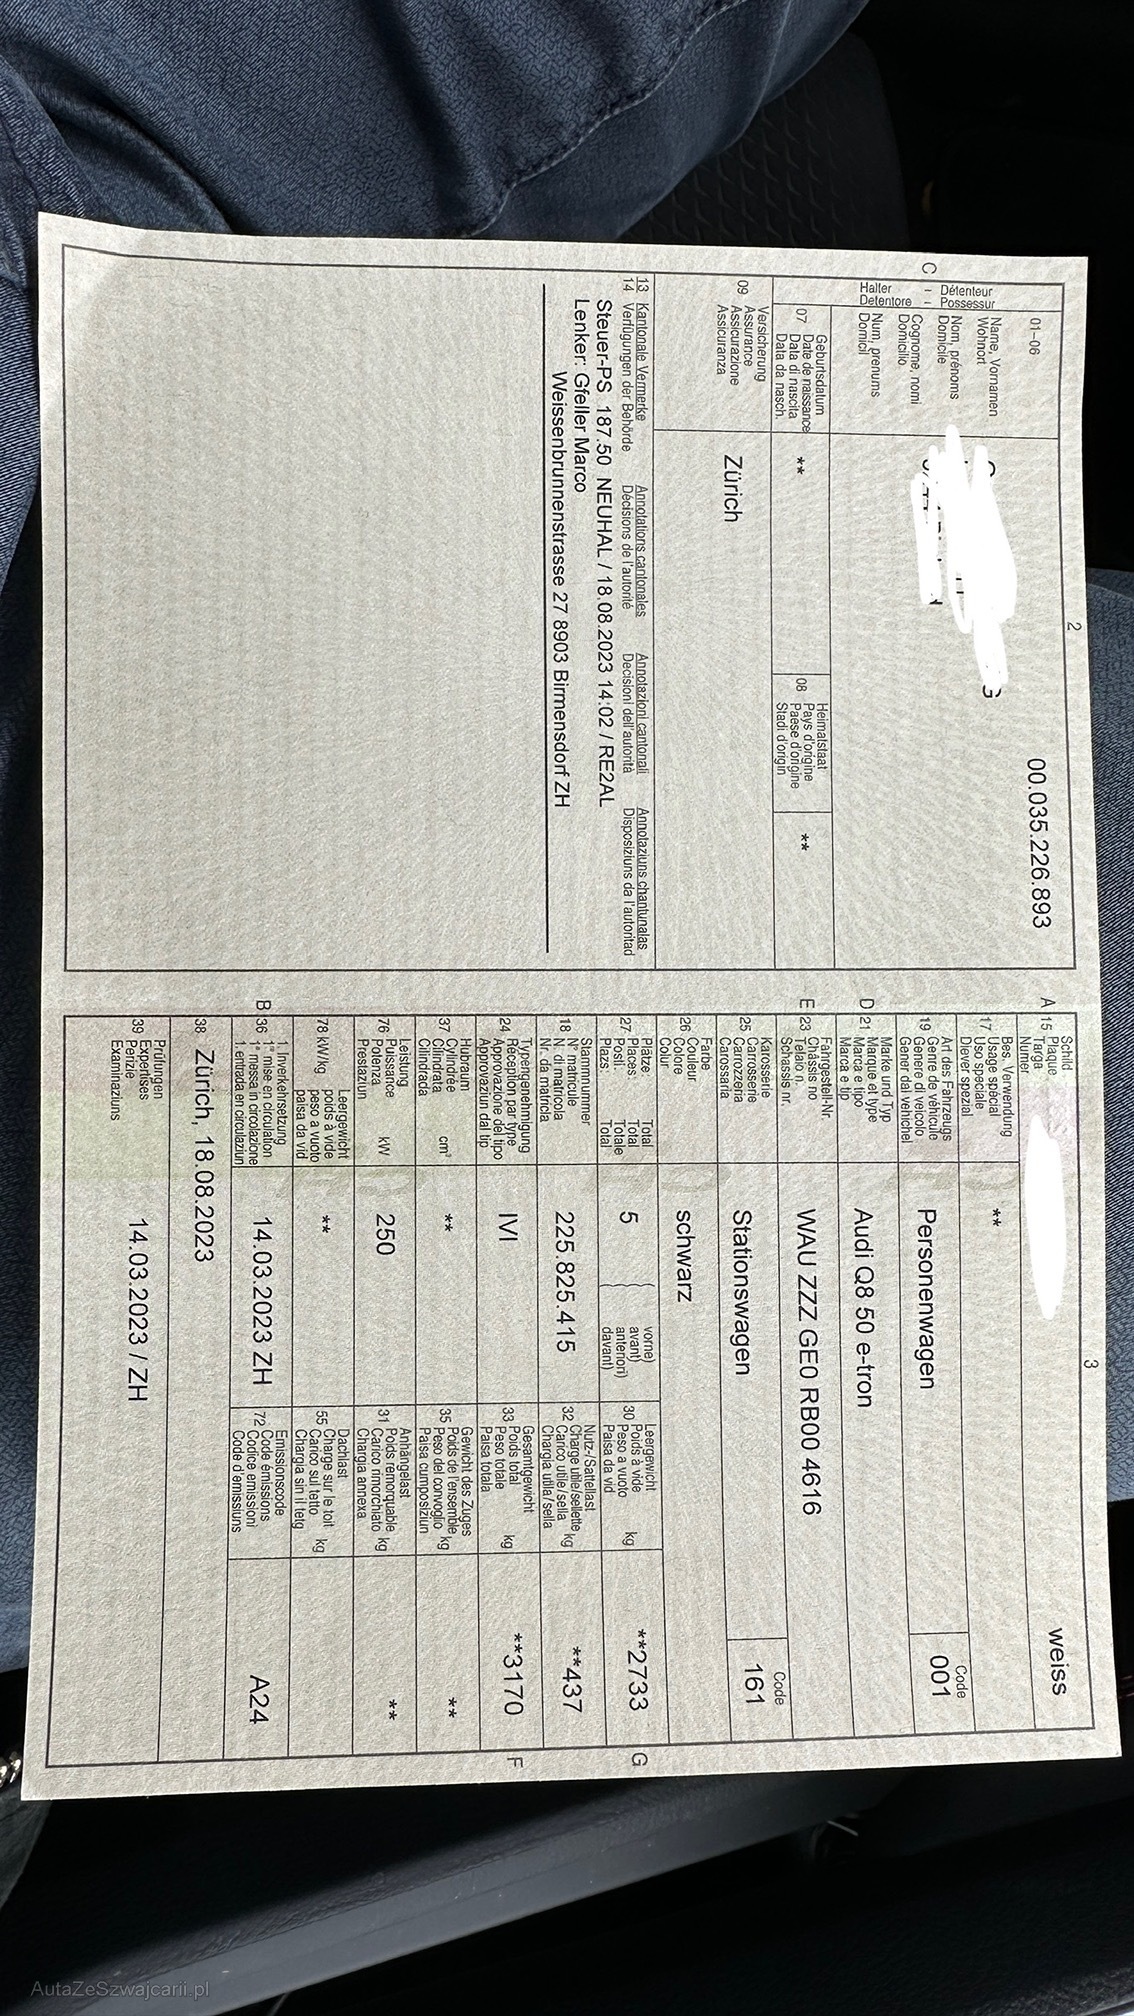 2
01–06
00.035.226.893
C
Halter – Détenteur
Detentore – Possessur
Name, Vornamen
Wohnort
Nom, prénoms
Domicile
Cognome, nomi
Domicilio
Num, prenums
Domicil
G
Geburtsdatum
07 Date de naissance
Data di nascita
Data da nasch.
**
Heimatstaat
08 Pays d'origine
Paese d'origine
Stadi d'origin
**
Versicherung
09 Assurance
Assicurazione
Assicuranza
Zürich
13 Kantonale Vermerke Annotations cantonales Annotazioni cantonali Annotaziuns chantunalas
14 Verfügungen der Behörde Décisions de l'autorité Decisioni dell'autorità Disposiziuns da l'autoritad
Steuer-PS 187.50 NEUHAL / 18.08.2023 14:02 / RE2AL
Lenker: Gfeller Marco
Weissenbrunnenstrasse 27 8903 Birmensdorf ZH
3
A 15 Schild
Plaque
Targa
Numer
weiss
17 Bes. Verwendung
Usage spécial
Uso speciale
Diever spezial
**
19 Art des Fahrzeugs
Genre de véhicule
Genere di veicolo
Gener dal vehichel
Personenwagen
Code
001
D 21 Marke und Typ
Marque et type
Marca e tipo
Marca e tip
Audi Q8 50 e-tron
E 23 Fahrgestell-Nr.
Châssis no
Telaio n.
Schassis nr.
WAU ZZZ GE0 RB00 4616
25 Karosserie
Carrosserie
Carrozzeria
Carossaria
Stationswagen
Code
161
26 Farbe
Couleur
Colore
Colur
schwarz
27 Plätze: Total
Places: Total
Posti: Totale
Plazs: Total
5
vorne)
avant)
anteriori)
davant)
30 Leergewicht
Poids à vide
Peso a vuoto
Paisa da vid
kg
**2733
G
18 Stammnummer
N° matricule
N. di matricola
Nr. da matricla
225.825.415
32 Nutz-/Sattellast
Charge utile/sellette
Carico utile/sella
Chargia utila/sella
kg
**437
24 Typengenehmigung
Réception par type
Approvazione del tipo
Approvaziun dal tip
IVI
33 Gesamtgewicht
Poids total
Peso totale
Paisa totala
kg
**3170
F
37 Hubraum
Cylindrée
Cilindrata
Cilindrada
cm³
**
35 Gewicht des Zuges
Poids de l'ensemble
Peso del convoglio
Paisa cumposiziun
kg
**
76 Leistung
Puissance
Potenza
Prestaziun
kW
250
31 Anhängelast
Poids remorquable
Carico rimorchiato
Chargia annexa
kg
**
78 kW/kg Leergewicht
poids à vide
peso a vuoto
paisa da vid
**
55 Dachlast
Charge sur le toit
Carico sul tetto
Chargia sin il tetg
kg
B 36 1. Inverkehrsetzung
1re mise en circulation
1a messa in circolazione
1. entrada en circulaziun
14.03.2023 ZH
72 Emissionscode
Code émissions
Codice emissioni
Code d'emissiuns
A24
38 Zürich, 18.08.2023
39 Prüfungen
Expertises
Perizie
Examinaziuns
14.03.2023 / ZH
AutaZeSzwajcarii.pl